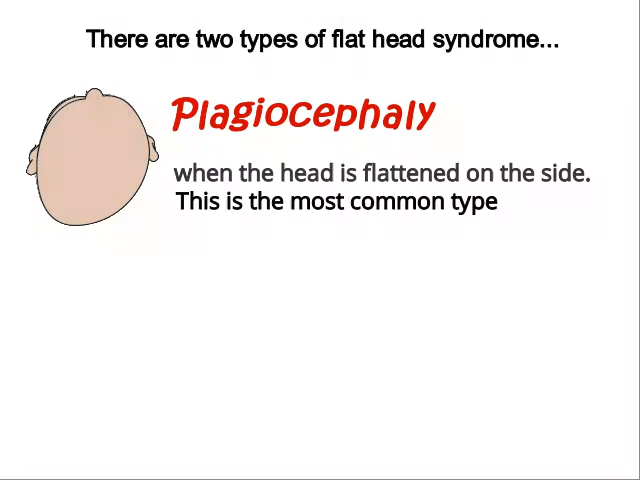 There are two types of flat head syndrome...
Plagiocephaly
when the head is flattened on the side.
This is the most common type